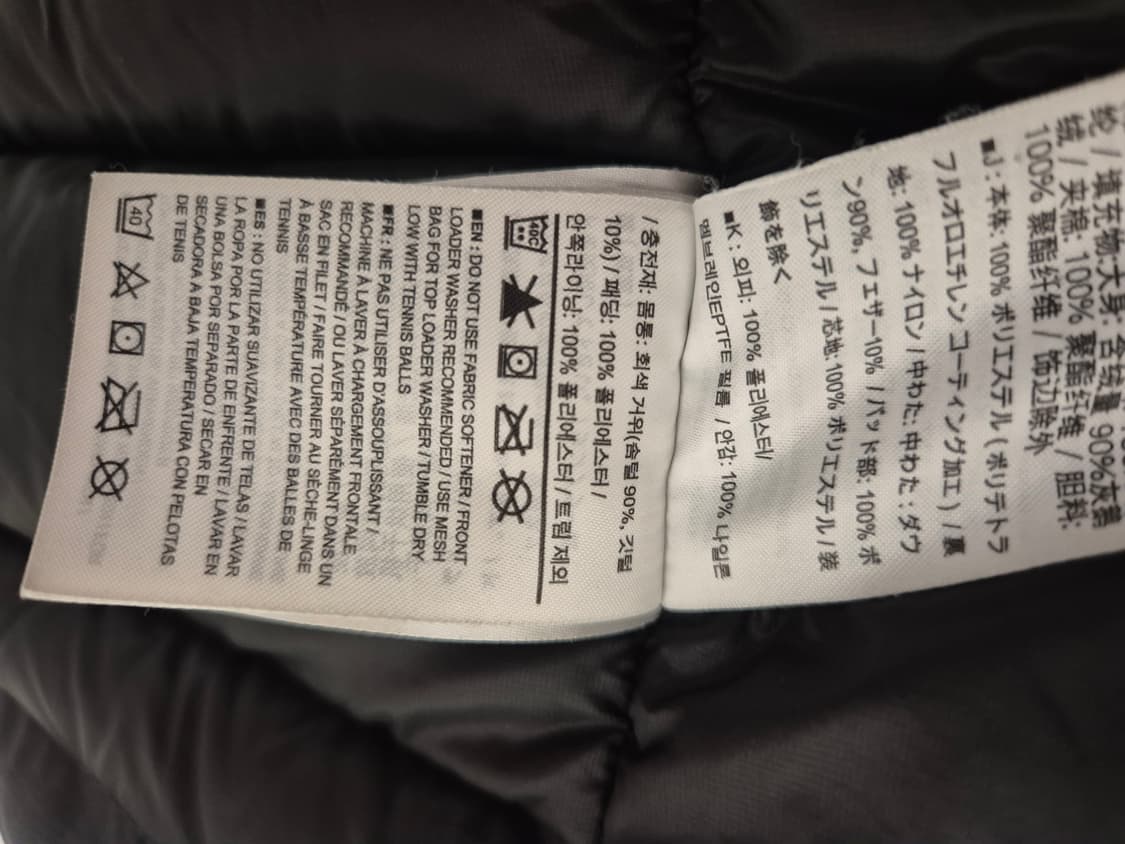 绒 / 填充物:大身: 含绒量 90%灰鹅
绒 / 夹棉: 100% 聚酯纤维 / 胆料:
100% 聚酯纤维 / 饰边除外
■J : 本体: 100% ポリエステル ( ポリテトラ
フルオロエチレン コーティング加工 ) / 裏
地: 100% ナイロン / 中わた: 中わた : ダウ
ン90%, フェザー10% / パッド部: 100% ポ
リエステル / 芯地: 100% ポリエステル / 装
飾を除く
■K : 외피: 100% 폴리에스터/
멤브레인EPTFE 필름 / 안감: 100% 나일론
/ 충전재: 몸통: 회색 거위(솜털 90%, 깃털
10%) / 패딩: 100% 폴리에스터 /
안쪽라이닝: 100% 폴리에스터 / 트림 제외
40C
■EN : DO NOT USE FABRIC SOFTENER / FRONT
LOADER WASHER RECOMMENDED / USE MESH
BAG FOR TOP LOADER WASHER / TUMBLE DRY
LOW WITH TENNIS BALLS
■FR : NE PAS UTILISER D'ASSOUPLISSANT /
MACHINE À LAVER À CHARGEMENT FRONTALE
RECOMMANDÉ / OU LAVER SÉPARÉMENT DANS UN
SAC EN FILET / FAIRE TOURNER AU SÈCHE-LINGE
À BASSE TEMPÉRATURE AVEC DES BALLES DE
TENNIS
■ES : NO UTILIZAR SUAVIZANTE DE TELAS / LAVAR
LA ROPA POR LA PARTE DE ENFRENTE / LAVAR EN
UNA BOLSA POR SEPARADO / SECAR EN
SECADORA À BAJA TEMPERATURA CON PELOTAS
DE TENIS
40